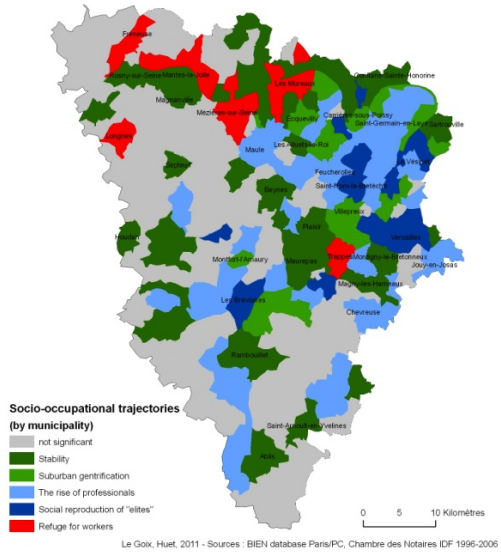 Freneuse
Rosny-sur-Seine
Mantes-la-Jolie
Magnanville
Mézières-sur-Seine
Les Mureaux
Conflans-Sainte-Honorine
Ecquevilly
Carrières-sous-Poissy
Saint-Germain-en-Laye
Sartrouville
Longnes
Maule
Les Alluets-le-Roi
Le Vésinet
Septeuil
Feucherolles
Saint-Nom-la-Bretèche
Beynes
Villepreux
Houdan
Plaisir
Versailles
Montfort-l'Amaury
Maurepas
Trappes
Montigny-le-Bretonneux
Jouy-en-Josas
Magny-les-Hameaux
Les Bréviaires
Chevreuse
Rambouillet
Saint-Arnoult-en-Yvelines
Ablis
Socio-occupational trajectories
(by municipality)
not significant
Stability
Suburban gentrification
The rise of professionals
Social reproduction of "elites"
Refuge for workers
0 5 10 Kilométres
Le Goix, Huet, 2011 - Sources : BIEN database Paris/PC, Chambre des Notaires IDF 1996-2006